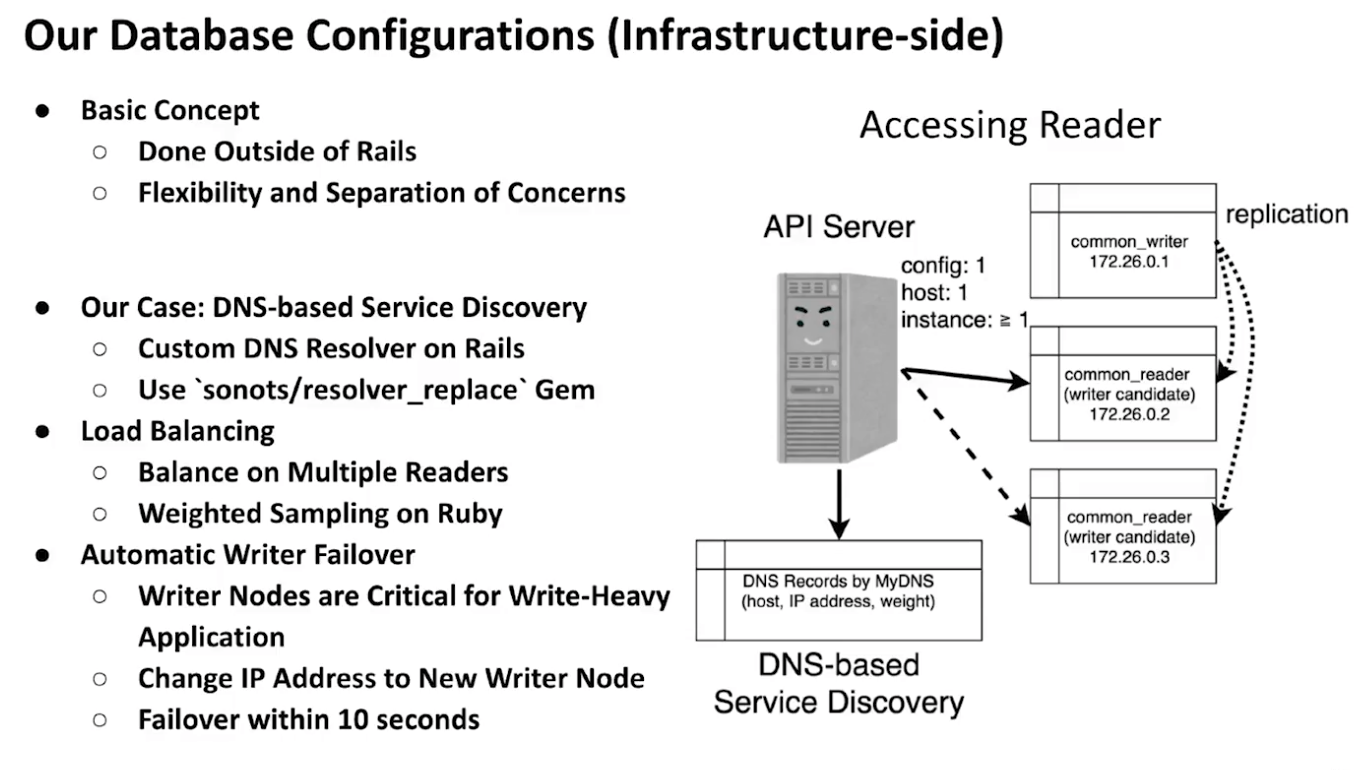 Our Database Configurations (Infrastructure-side)
● Basic Concept
○ Done Outside of Rails
○ Flexibility and Separation of Concerns
● Our Case: DNS-based Service Discovery
○ Custom DNS Resolver on Rails
○ Use `sonots/resolver_replace` Gem
● Load Balancing
○ Balance on Multiple Readers
○ Weighted Sampling on Ruby
● Automatic Writer Failover
○ Writer Nodes are Critical for Write-Heavy
Application
○ Change IP Address to New Writer Node
○ Failover within 10 seconds
Accessing Reader
API Server
config: 1
host: 1
instance: ≧ 1
common_writer
172.26.0.1
replication
common_reader
(writer candidate)
172.26.0.2
common_reader
(writer candidate)
172.26.0.3
DNS Records by MyDNS
(host, IP address, weight)
DNS-based
Service Discovery